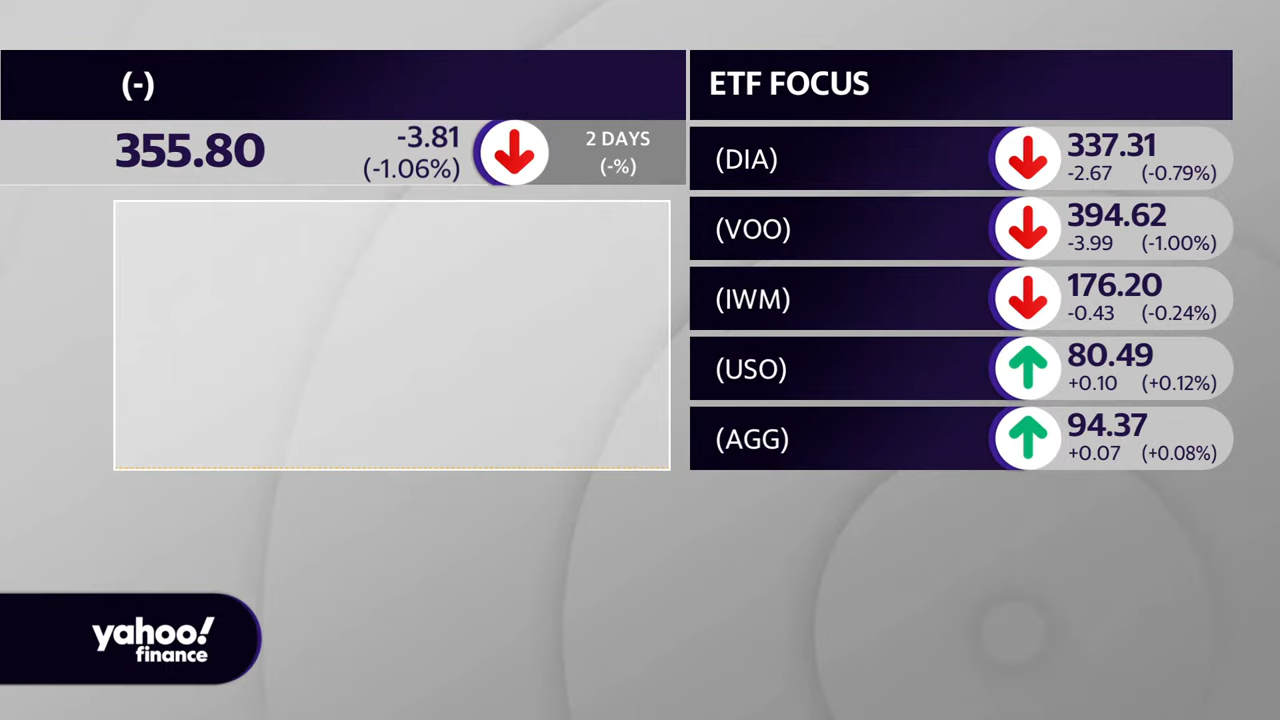 (-)
355.80
-3.81
(-1.06%)
2 DAYS
(-%)
ETF FOCUS
(DIA)
337.31
-2.67 (-0.79%)
(VOO)
394.62
-3.99 (-1.00%)
(IWM)
176.20
-0.43 (-0.24%)
(USO)
80.49
+0.10 (+0.12%)
(AGG)
94.37
+0.07 (+0.08%)
yahoo!
finance